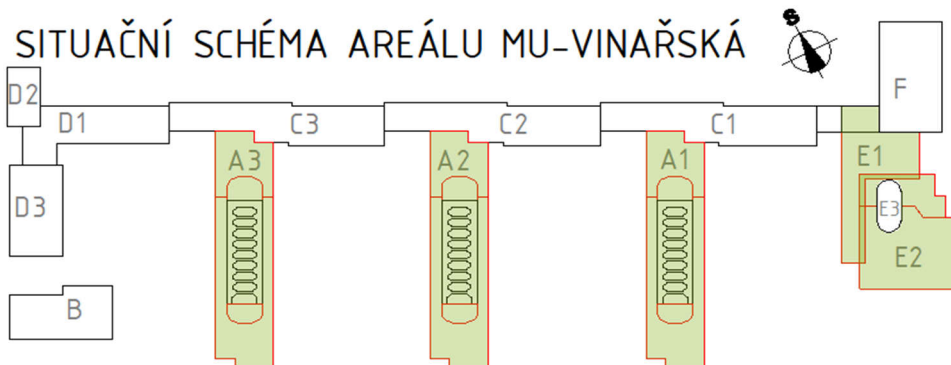 SITUAČNÍ SCHÉMA AREÁLU MU-VINAŘSKÁ
S
D2
F
D1
C3
C2
C1
E1
A3
A2
A1
D3
E3
E2
B